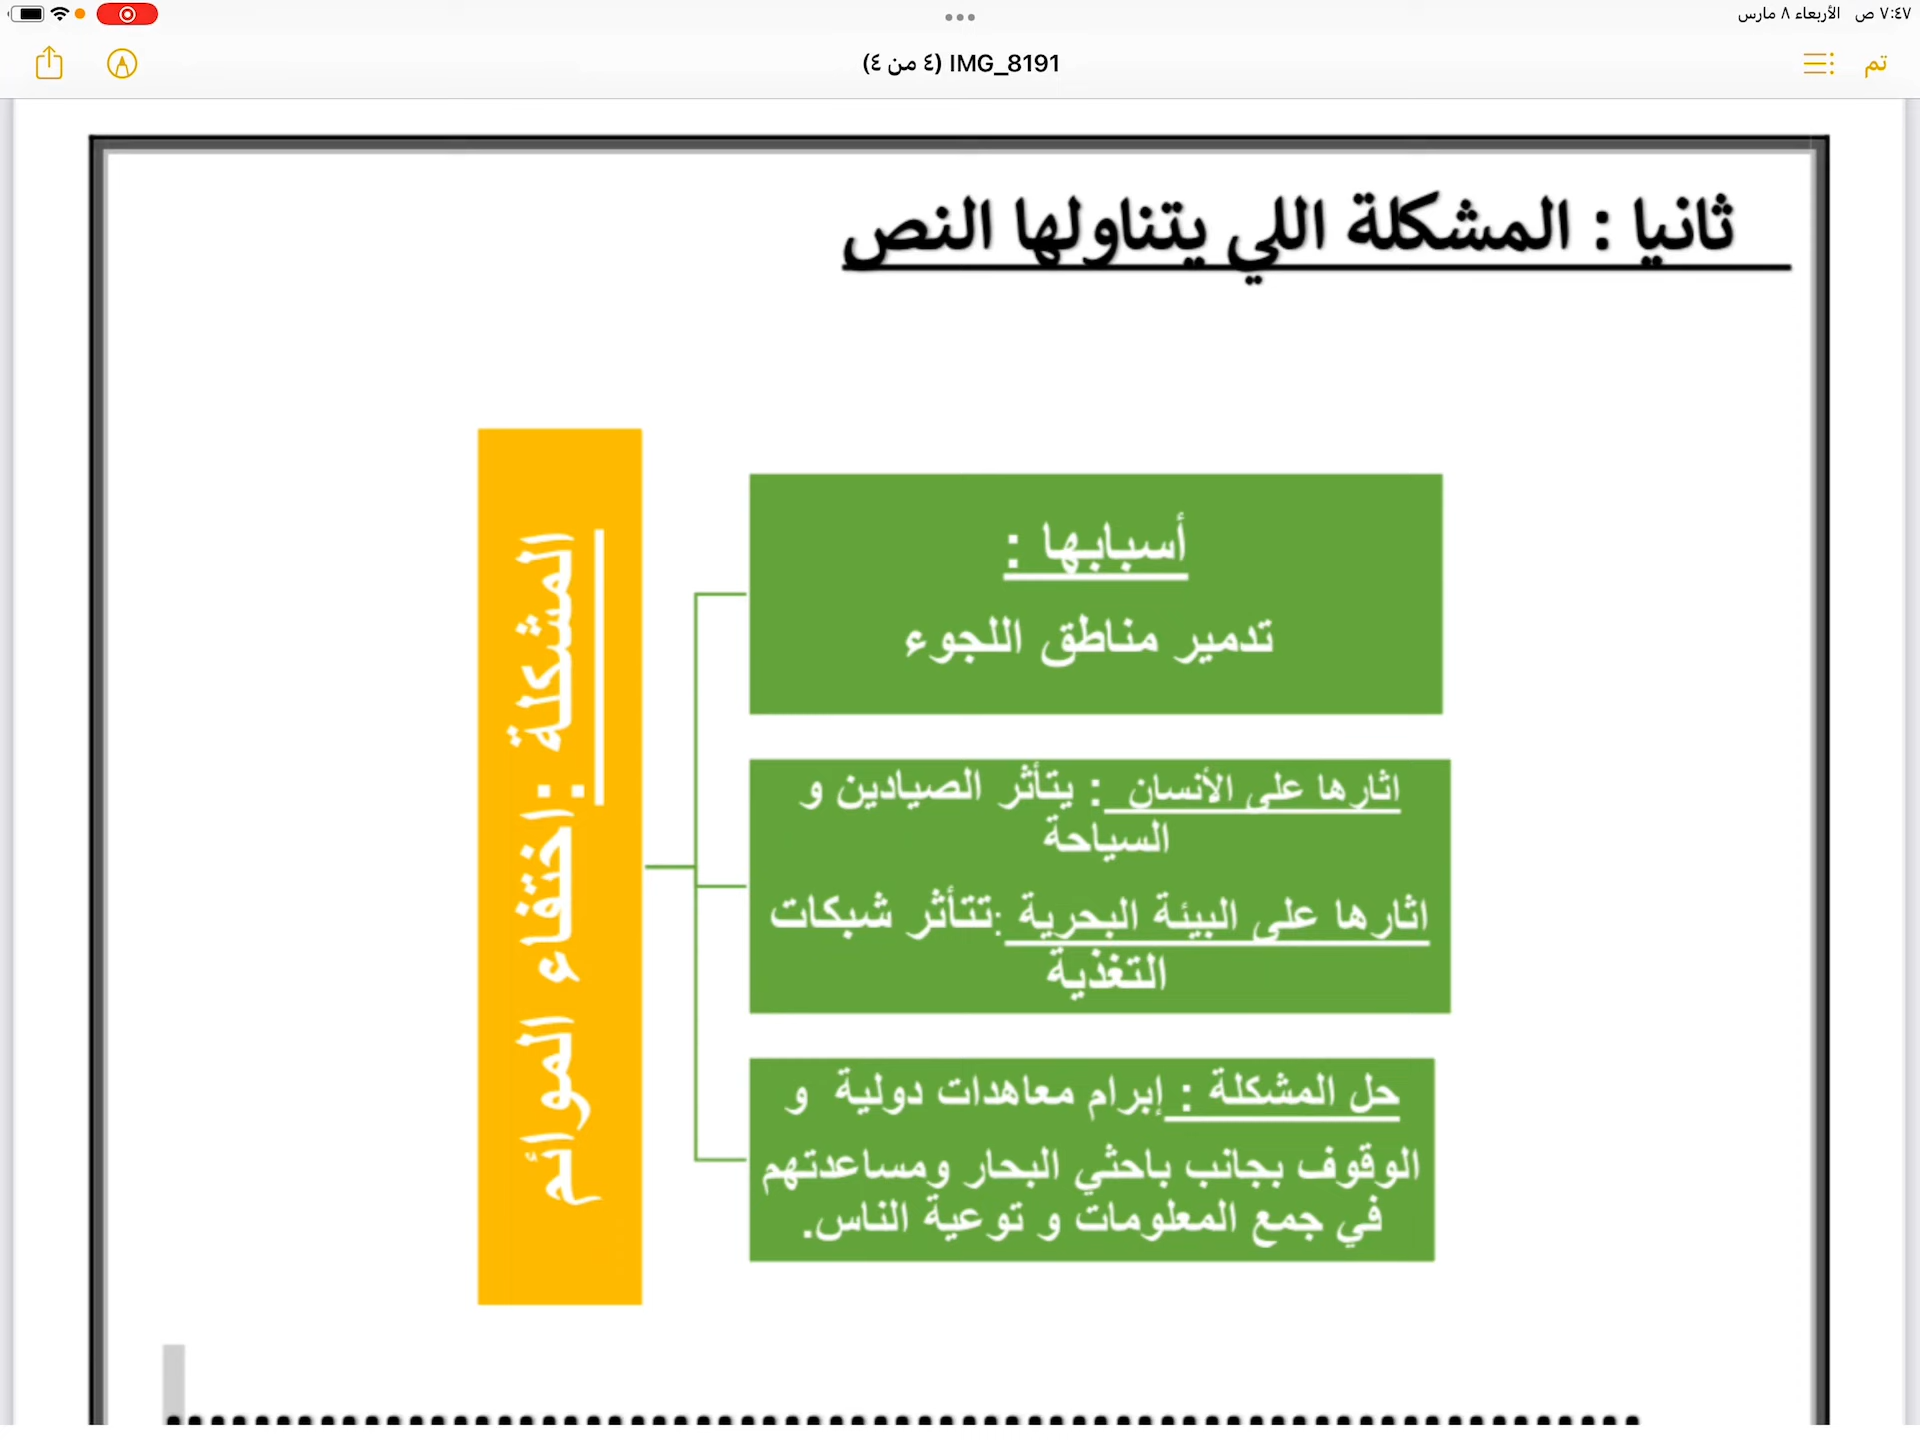 ٧:٤٧ ص الأربعاء ٨ مارس
تم
IMG_8191 (٤ من ٤)
ثانيا : المشكلة اللي يتناولها النص
المشكلة :اختفاء الموائم
أسبابها :
تدمير مناطق اللجوء
اثارها على الأنسان : يتأثر الصيادين و
السياحة
اثارها على البيئة البحرية :تتأثر شبكات
التغذية
حل المشكلة : إبرام معاهدات دولية و
الوقوف بجانب باحثي البحار ومساعدتهم
في جمع المعلومات و توعية الناس.